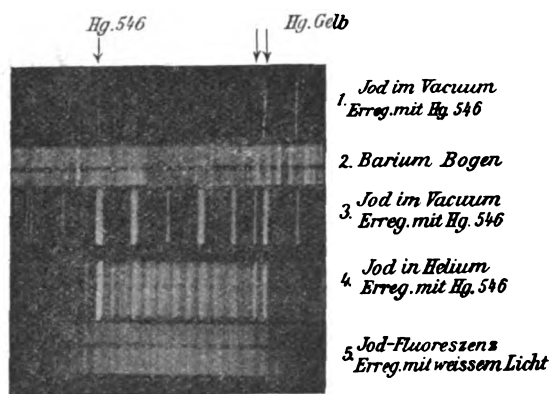 Hg.546 Hg.Gelb
1. Jod im Vacuum
Erreg.mit Hg.546
2. Barium Bogen
3. Jod im Vacuum
Erreg.mit Hg.546
4. Jod in Helium
Erreg.mit Hg.546
5. Jod-Fluoreszenz
Erreg.mit weissem Licht